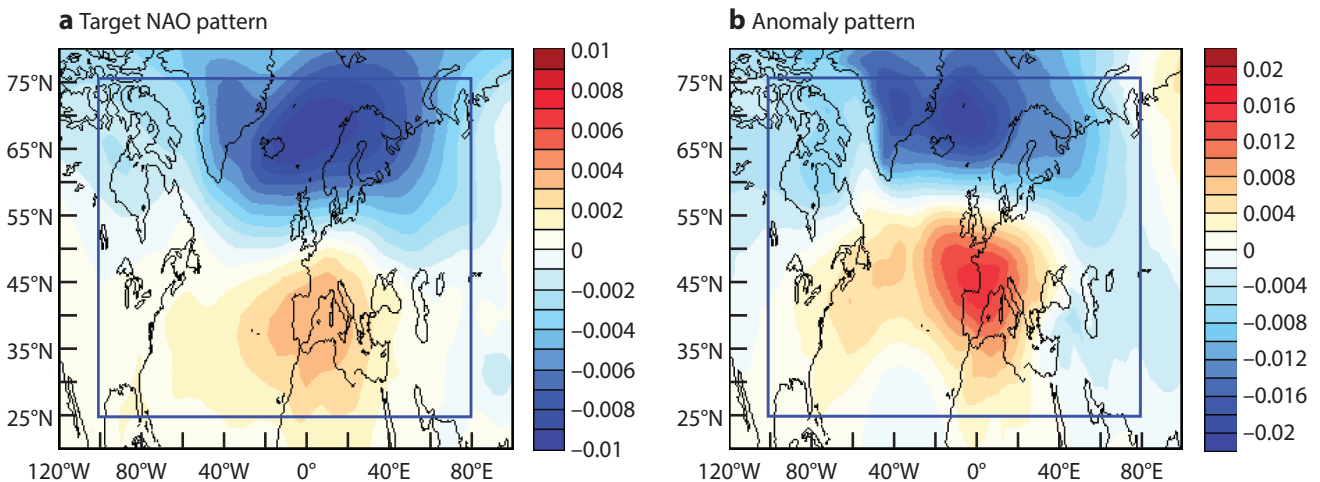 a Target NAO pattern
75°N
65°N
55°N
45°N
35°N
25°N
120°W 80°W 40°W 0° 40°E 80°E
0.01
0.008
0.006
0.004
0.002
0
−0.002
−0.004
−0.006
−0.008
−0.01
b Anomaly pattern
75°N
65°N
55°N
45°N
35°N
25°N
120°W 80°W 40°W 0° 40°E 80°E
0.02
0.016
0.012
0.008
0.004
0
−0.004
−0.008
−0.012
−0.016
−0.02